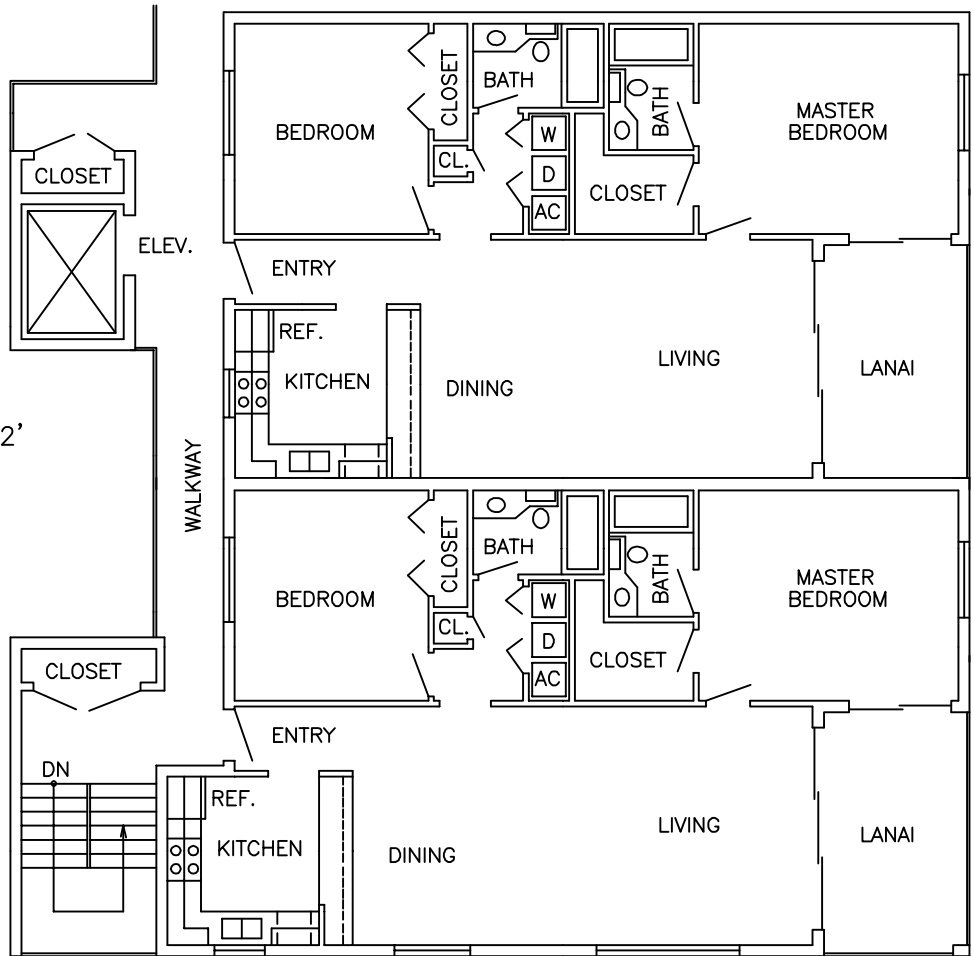 BATH
CLOSET
BEDROOM
BATH
MASTER
BEDROOM
W
CL.
D
CLOSET
CLOSET
AC
ELEV.
ENTRY
REF.
KITCHEN
DINING
LIVING
LANAI
2'
WALKWAY
BATH
CLOSET
BEDROOM
BATH
MASTER
BEDROOM
W
CL.
D
CLOSET
CLOSET
AC
ENTRY
DN
REF.
KITCHEN
DINING
LIVING
LANAI